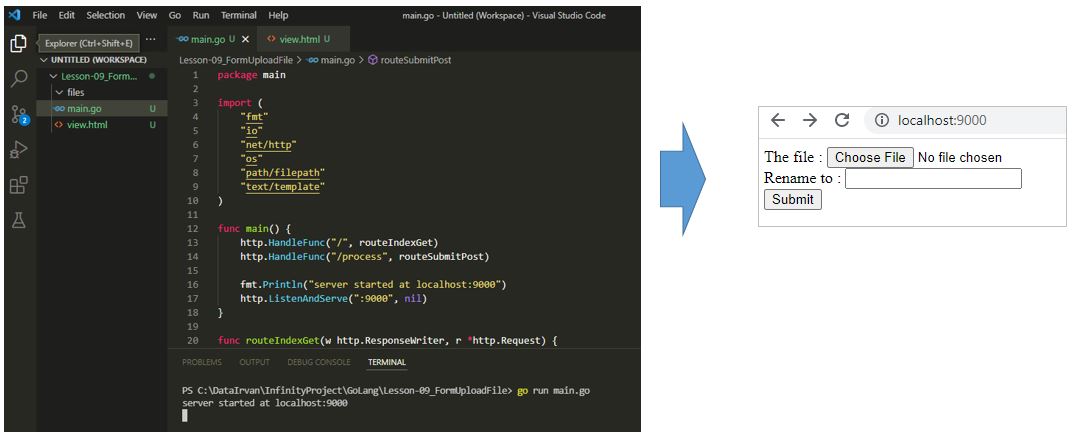 File Edit Selection View Go Run Terminal Help main.go - Untitled (Workspace) - Visual Studio Code
Explorer (Ctrl+Shift+E) ...
UNTITLED (WORKSPACE)
Lesson-09_Form...
files
main.go U
view.html U
2
main.go U view.html U
Lesson-09_FormUploadFile > main.go > routeSubmitPost
1 package main
2
3 import (
4 "fmt"
5 "io"
6 "net/http"
7 "os"
8 "path/filepath"
9 "text/template"
10 )
11
12 func main() {
13 http.HandleFunc("/", routeIndexGet)
14 http.HandleFunc("/process", routeSubmitPost)
15
16 fmt.Println("server started at localhost:9000")
17 http.ListenAndServe(":9000", nil)
18 }
19
20 func routeIndexGet(w http.ResponseWriter, r *http.Request) {
PROBLEMS OUTPUT DEBUG CONSOLE TERMINAL
PS C:\DataIrvan\InfinityProject\GoLang\Lesson-09_FormUploadFile> go run main.go
server started at localhost:9000
localhost:9000
The file : Choose File No file chosen
Rename to :
Submit